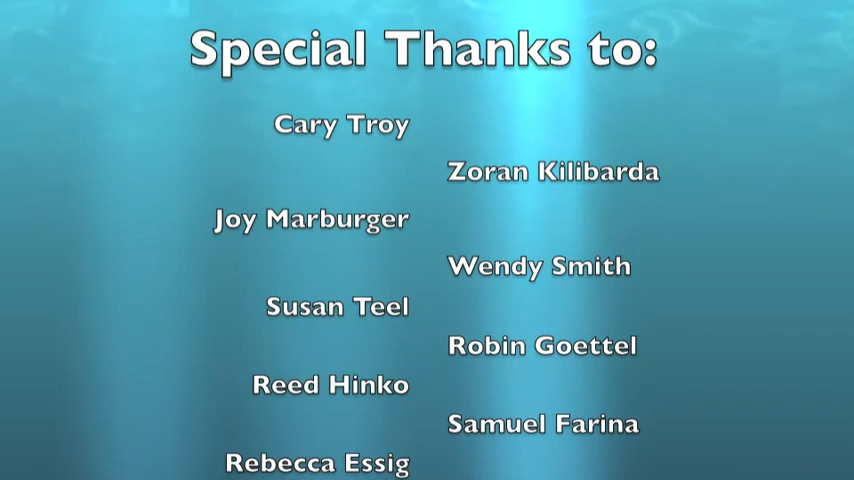 Special Thanks to:
Cary Troy
Zoran Kilibarda
Joy Marburger
Wendy Smith
Susan Teel
Robin Goettel
Reed Hinko
Samuel Farina
Rebecca Essig